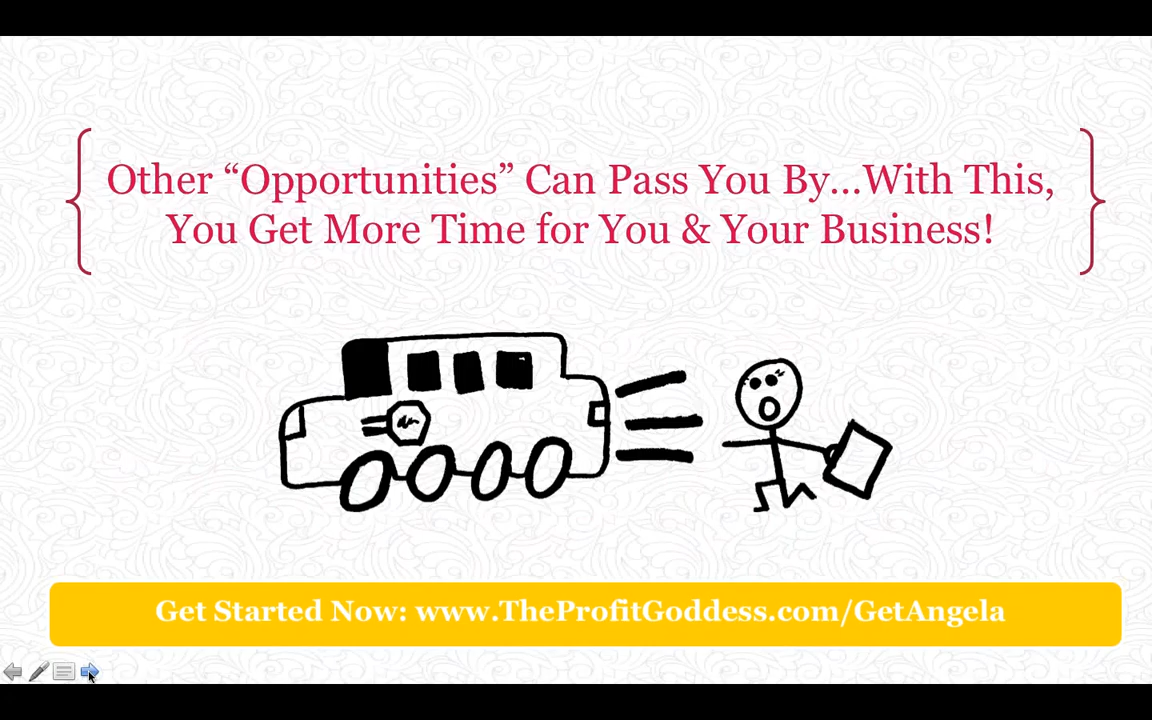 Other “Opportunities” Can Pass You By...With This,
You Get More Time for You & Your Business!
Get Started Now: www.TheProfitGoddess.com/GetAngela